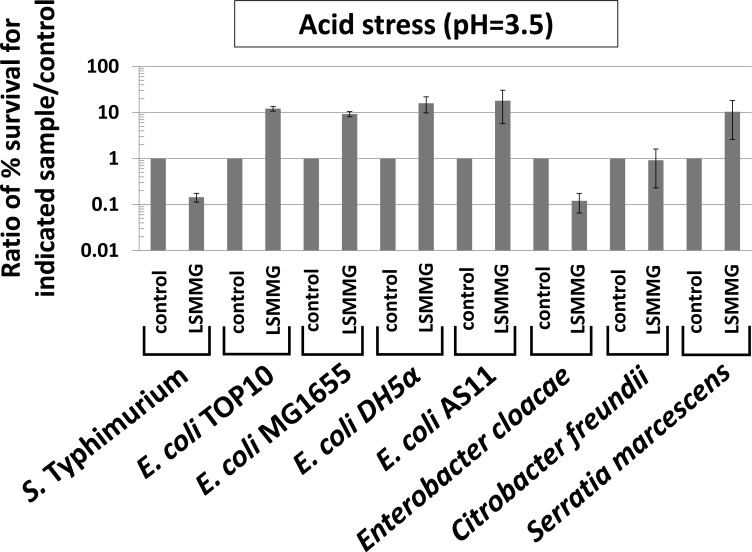 Acid stress (pH=3.5)
Ratio of % survival for
indicated sample/control
100
10
1
0.1
0.01
control
LSMMG
control
LSMMG
control
LSMMG
control
LSMMG
control
LSMMG
control
LSMMG
control
LSMMG
control
LSMMG
S. Typhimurium
E. coli TOP10
E. coli MG1655
E. coli DH5α
E. coli AS11
Enterobacter cloacae
Citrobacter freundii
Serratia marcescens